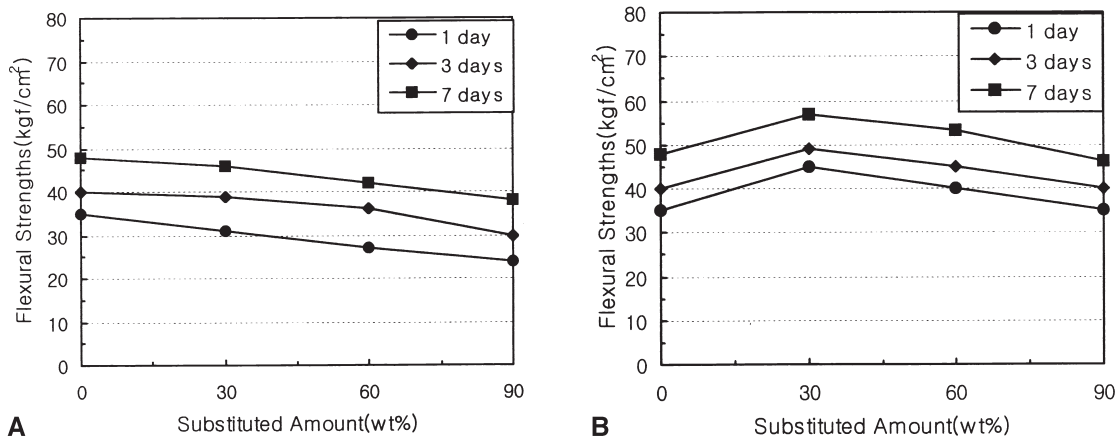 80
70
60
50
40
30
20
10
0
0 30 60 90
Flexural Strengths(kgf/cm²)
Substituted Amount(wt%)
1 day
3 days
7 days
A
80
70
60
50
40
30
20
10
0
0 30 60 90
Flexural Strengths(kgf/cm²)
Substituted Amount(wt%)
1 day
3 days
7 days
B